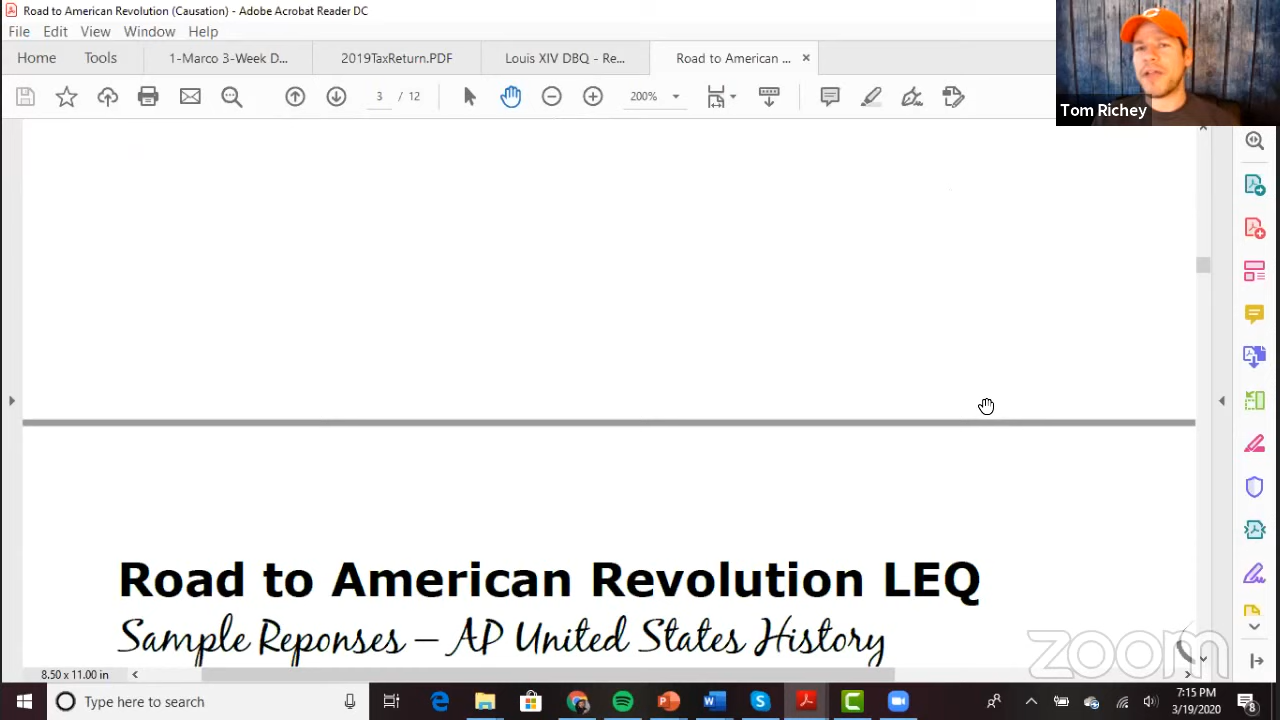 Road to American Revolution (Causation) - Adobe Acrobat Reader DC
File Edit View Window Help
Home Tools 1-Marco 3-Week D... 2019TaxReturn.PDF Louis XIV DBQ - Re... Road to American ... ×
3 / 12 200%
Tom Richey
Road to American Revolution LEQ
Sample Reponses – AP United States History
zoom
8.50 x 11.00 in
Type here to search
7:15 PM
3/19/2020
8